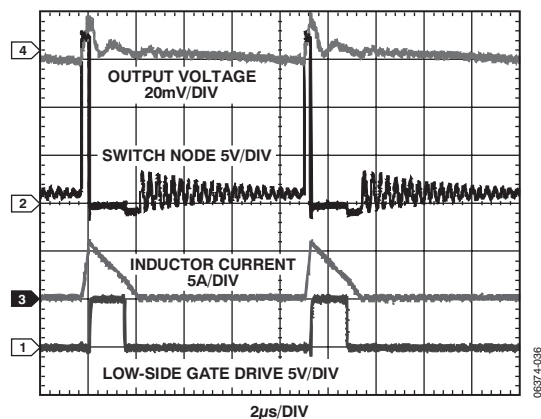 4
OUTPUT VOLTAGE
20mV/DIV
SWITCH NODE 5V/DIV
2
INDUCTOR CURRENT
5A/DIV
3
1
LOW-SIDE GATE DRIVE 5V/DIV
2µs/DIV
06374-036